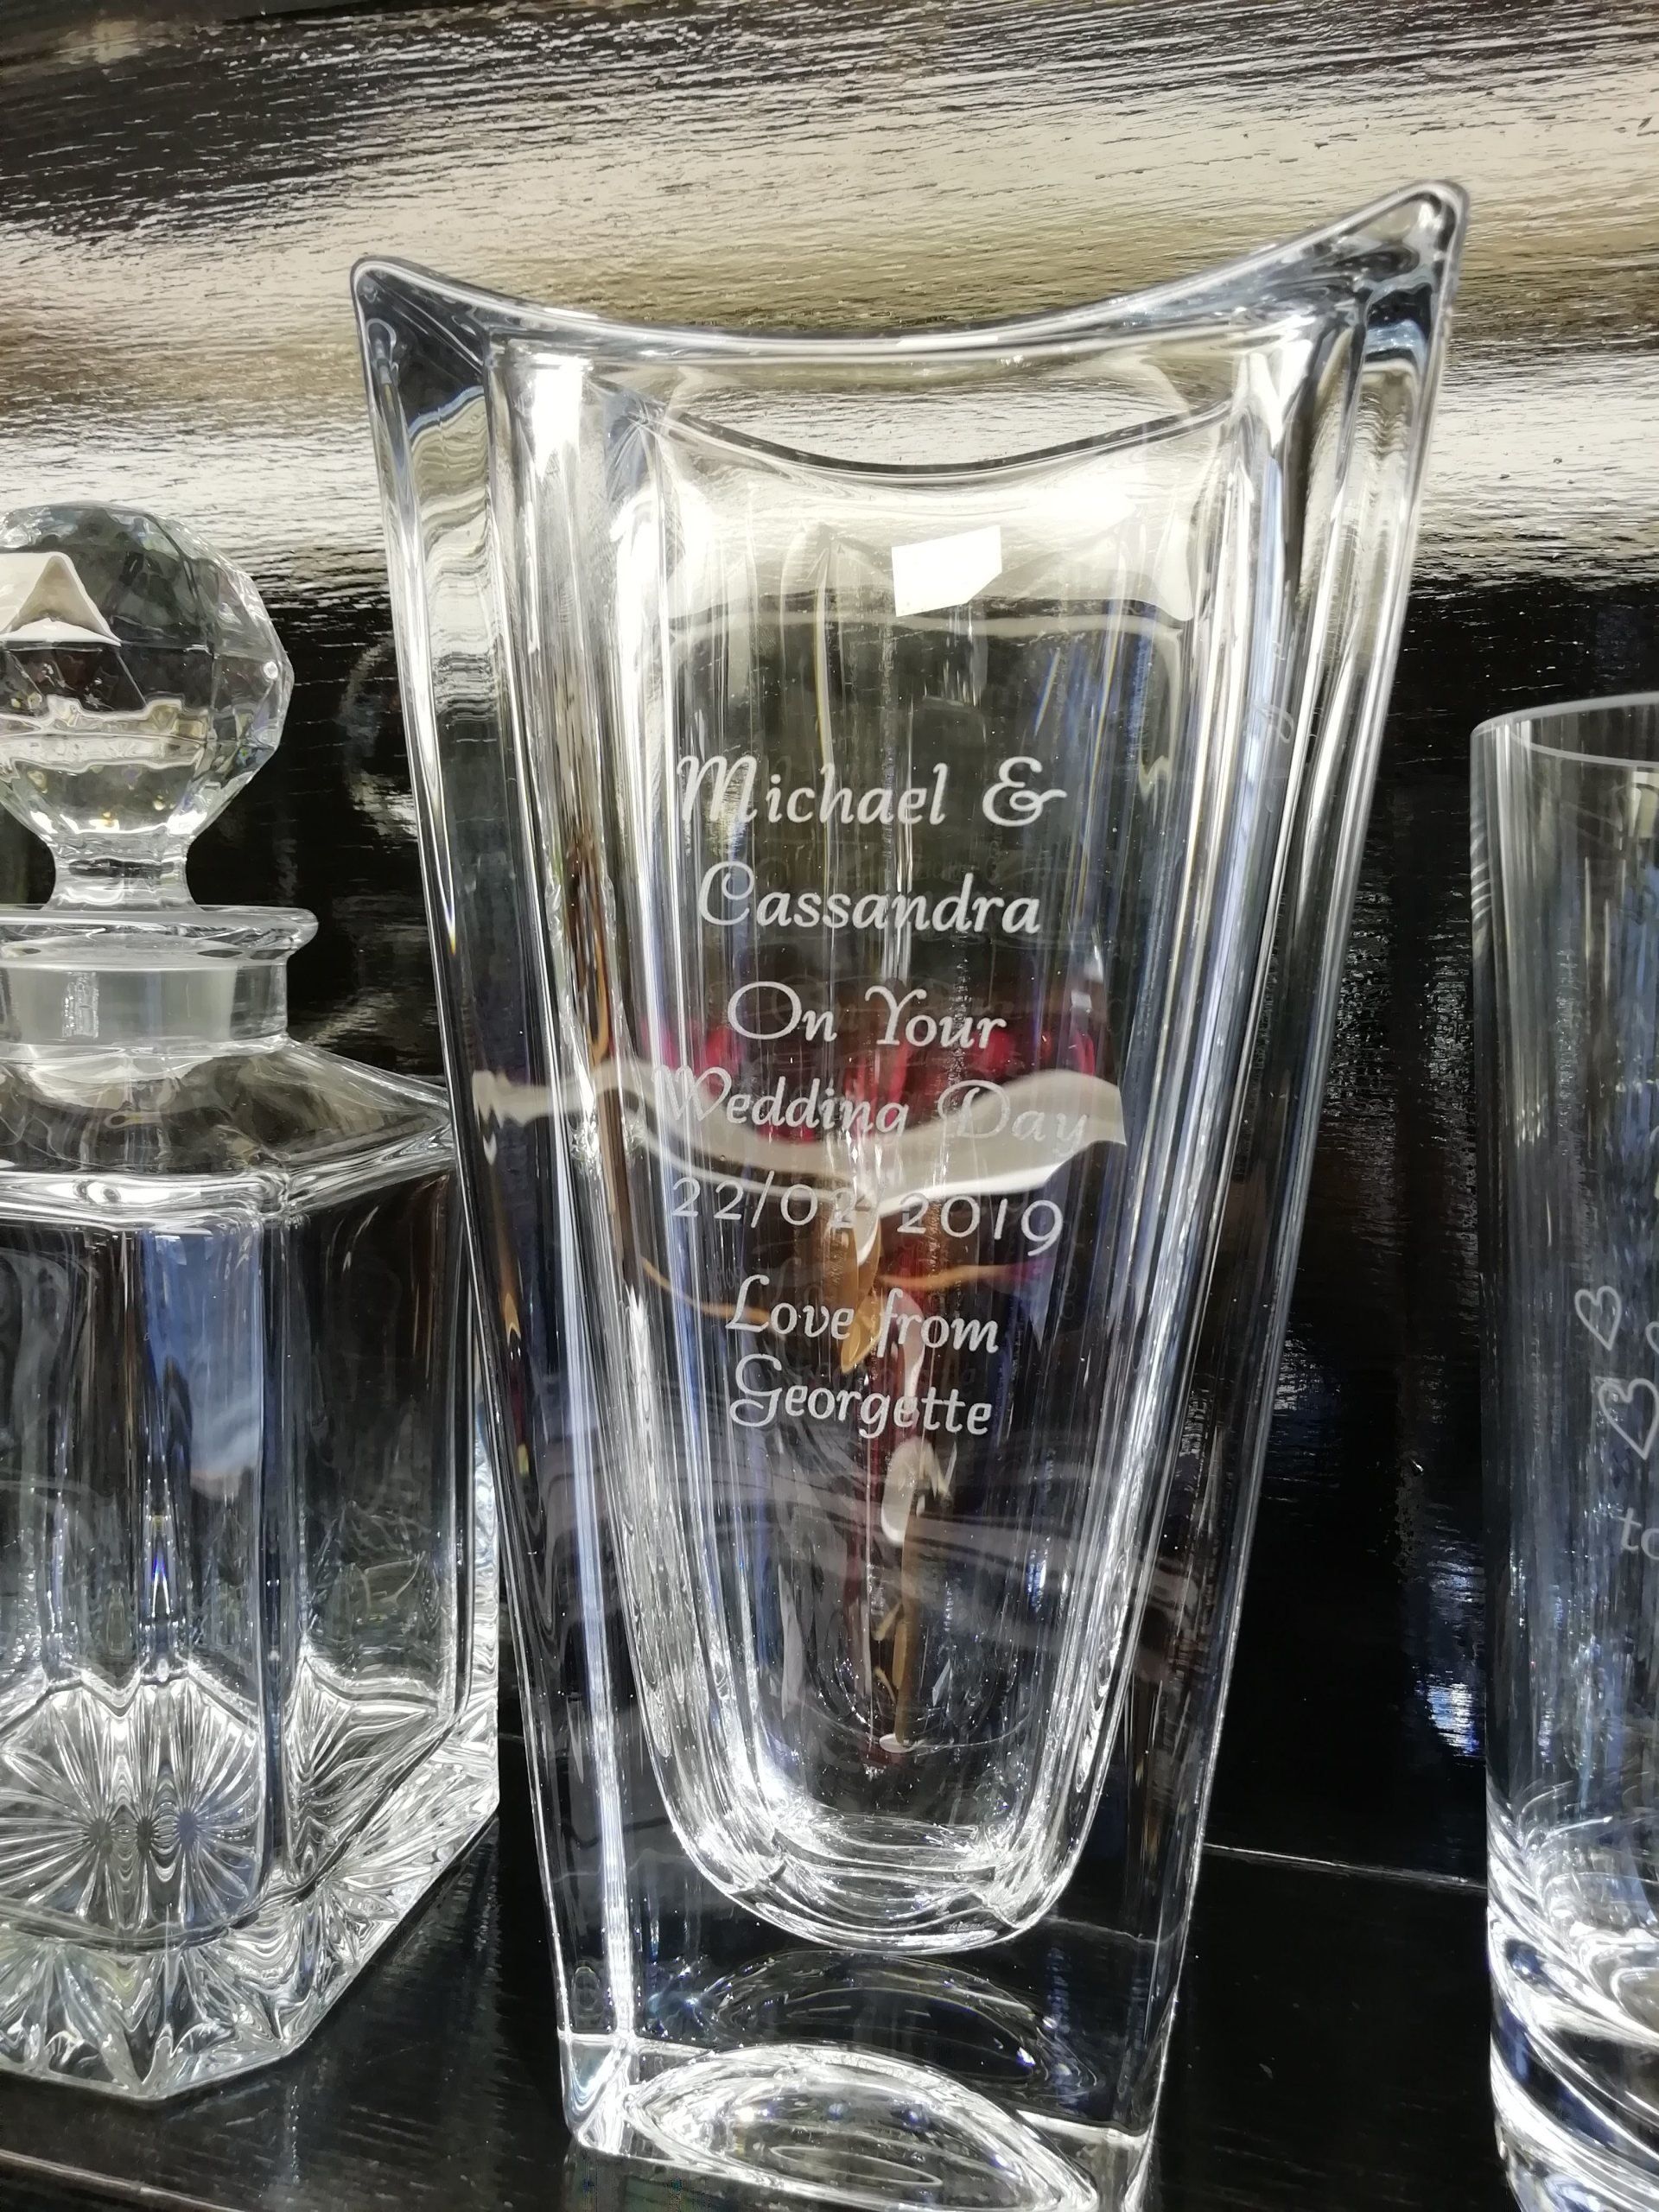 Michael &
Cassandra
On Your
Wedding Day
22/02/2019
Love from
Georgette